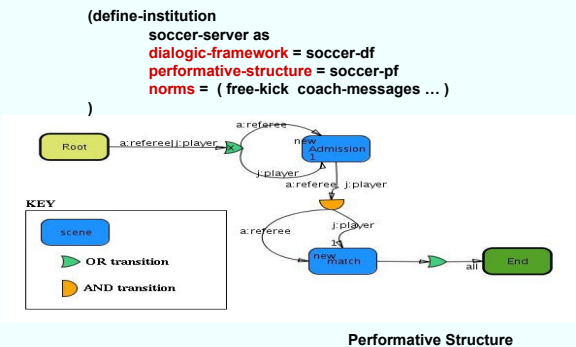 (define-institution
soccer-server as
dialogic-framework = soccer-df
performative-structure = soccer-pf
norms = ( free-kick coach-messages … )
)
a:referee
Root
a:referee|j:player
x
new
Admission
1
j:player
a:referee, j:player
KEY
scene
OR transition
AND transition
a:referee
j:player
1
new
match
all
End
Performative Structure